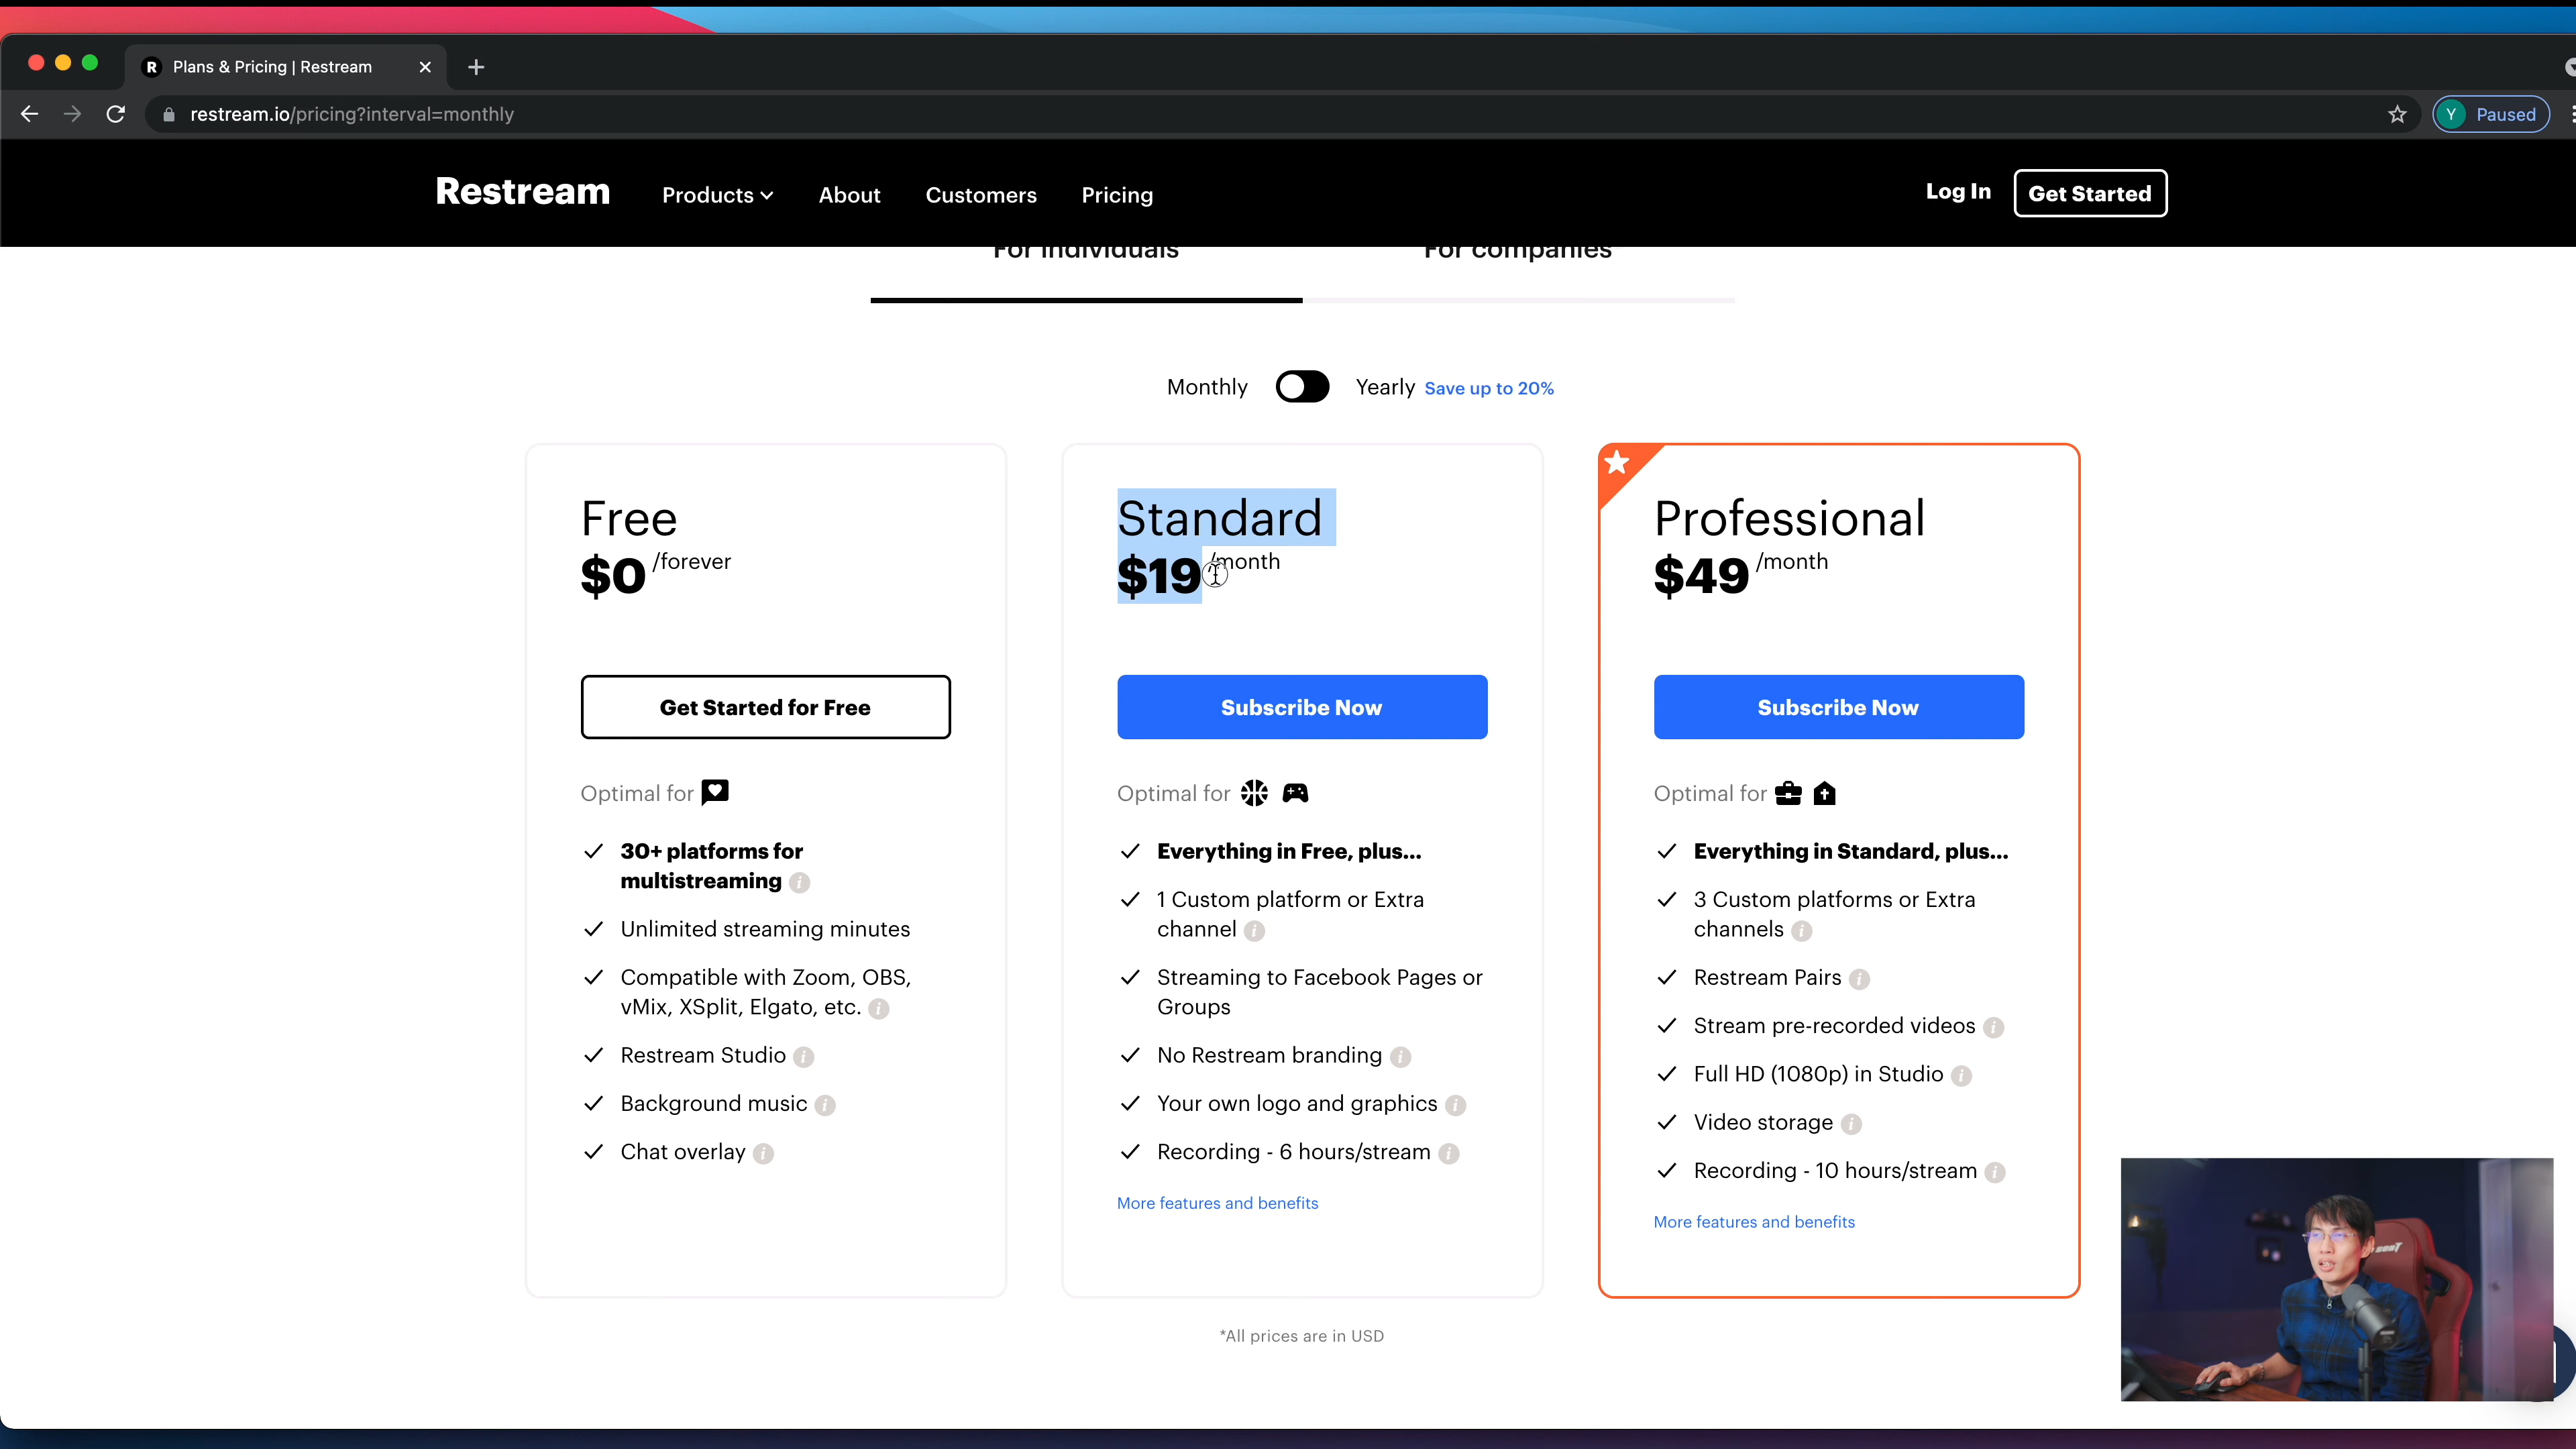 Plans & Pricing | Restream
restream.io/pricing?interval=monthly
Y Paused
Restream Products About Customers Pricing Log In Get Started
For individuals For companies
Monthly Yearly Save up to 20%
Free
$0 /forever
Get Started for Free
Optimal for
30+ platforms for
multistreaming
Unlimited streaming minutes
Compatible with Zoom, OBS,
vMix, XSplit, Elgato, etc.
Restream Studio
Background music
Chat overlay
Standard
$19 /month
Subscribe Now
Optimal for
Everything in Free, plus...
1 Custom platform or Extra
channel
Streaming to Facebook Pages or
Groups
No Restream branding
Your own logo and graphics
Recording - 6 hours/stream
More features and benefits
Professional
$49 /month
Subscribe Now
Optimal for
Everything in Standard, plus...
3 Custom platforms or Extra
channels
Restream Pairs
Stream pre-recorded videos
Full HD (1080p) in Studio
Video storage
Recording - 10 hours/stream
More features and benefits
*All prices are in USD